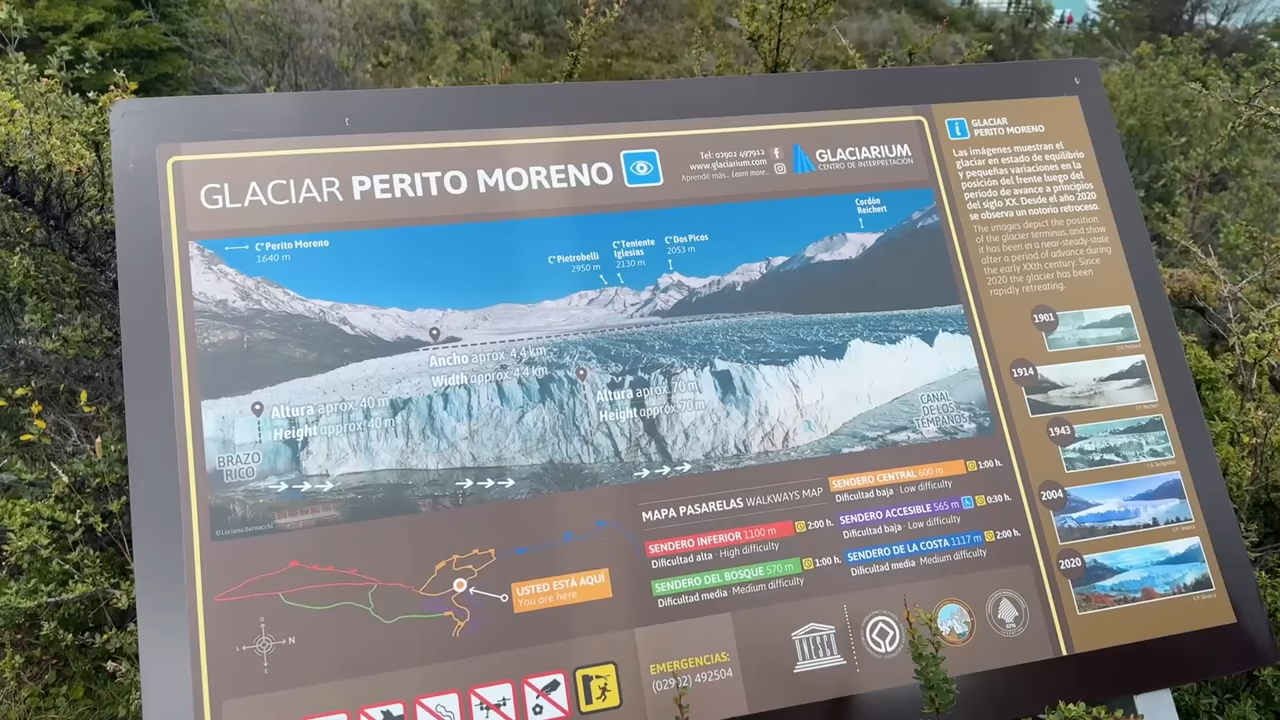 GLACIAR PERITO MORENO
Tel: 02902 497912
www.glaciarium.com
Aprendé más... Learn more...
GLACIARIUM
CENTRO DE INTERPRETACIÓN
C° Perito Moreno
1640 m
C° Pietrobelli
2950 m
C° Teniente
Iglesias
2130 m
C° Dos Picos
2053 m
Cordón
Reichert
Ancho aprox. 4,4 km
Width approx. 4.4 km
Altura aprox. 40 m
Height aprox. 40 m
Altura aprox. 70 m
Height aprox. 70 m
BRAZO
RICO
CANAL
DE LOS
TÉMPANOS
© Luciano Bernacchi
MAPA PASARELAS WALKWAYS MAP
SENDERO INFERIOR 1100 m 2:00 h.
Dificultad alta · High difficulty
SENDERO DEL BOSQUE 570 m 1:00 h.
Dificultad media · Medium difficulty
SENDERO CENTRAL 600 m 1:00 h.
Dificultad baja · Low difficulty
SENDERO ACCESIBLE 565 m 0:30 h.
Dificultad baja · Low difficulty
SENDERO DE LA COSTA 1117 m 2:00 h.
Dificultad media · Medium difficulty
USTED ESTÁ AQUÍ
You are here
N
EMERGENCIAS:
(02902) 492504
UNESCO
i
GLACIAR
PERITO MORENO
Las imágenes muestran el
glaciar en estado de equilibrio
y pequeñas variaciones en la
posición del frente luego del
periodo de avance a principios
del siglo XX. Desde el año 2020
se observa un notorio retroceso.
The images depict the position
of the glacier terminus, and show
it has been in a near-steady-state
after a period of advance during
the early XXth century. Since
2020 the glacier has been
rapidly retreating.
1901
1914
1943
2004
2020